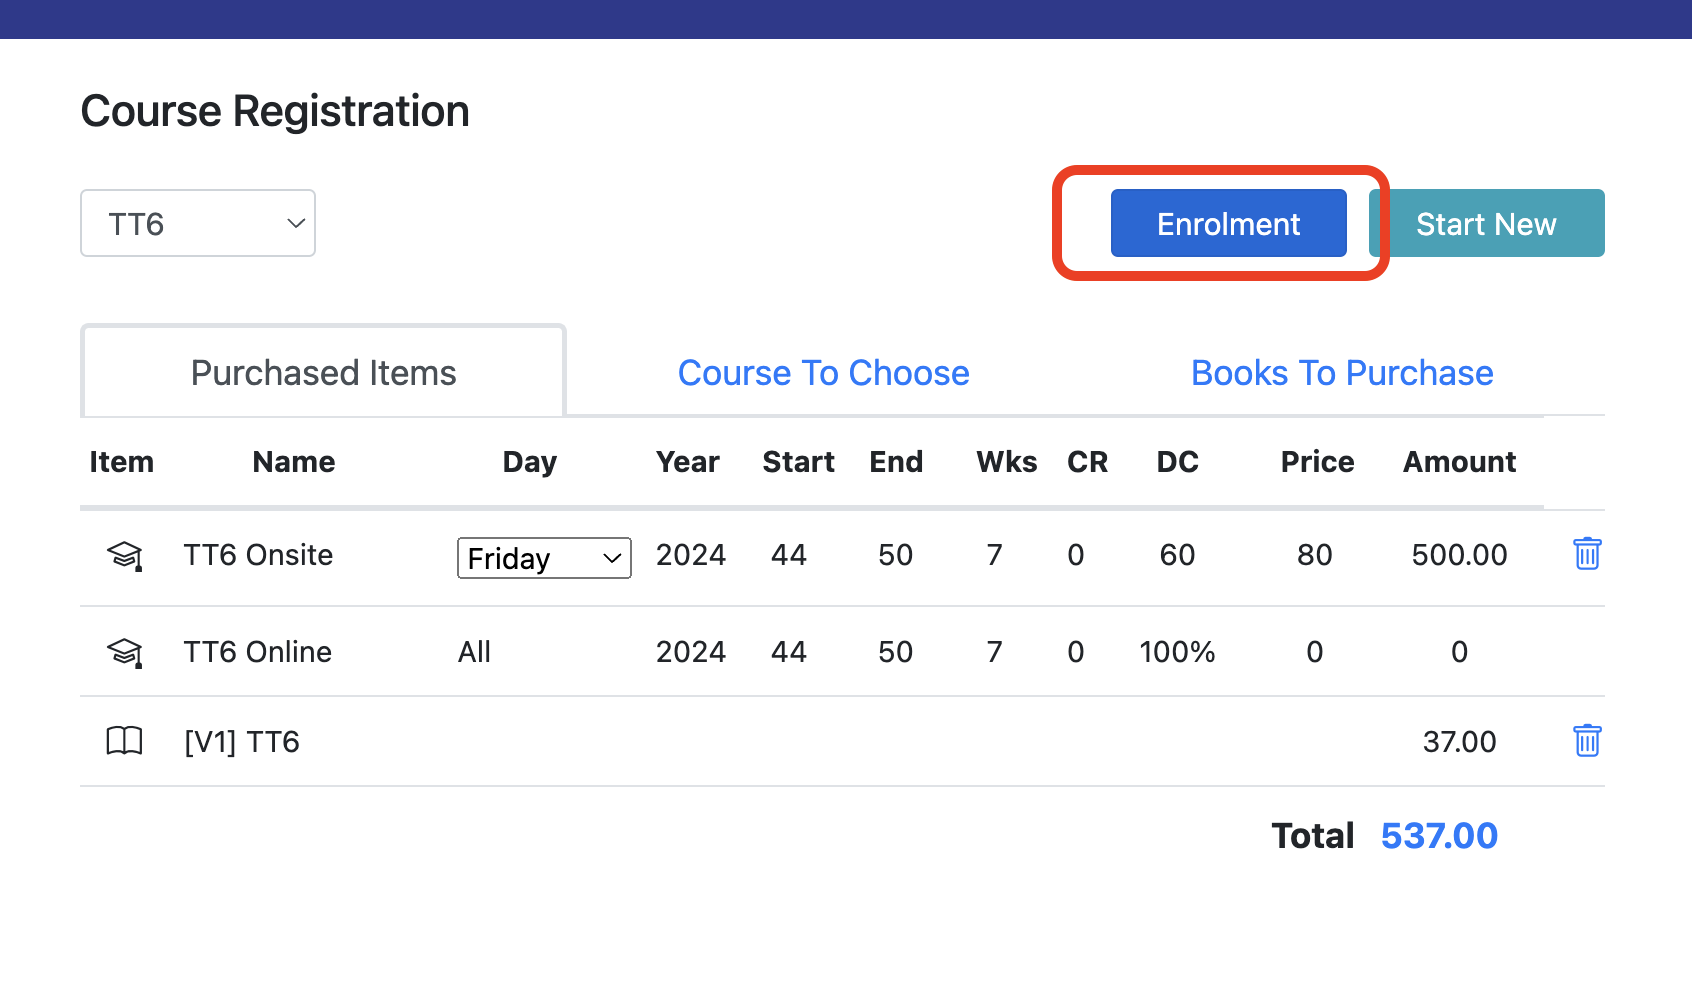 Course Registration
TT6 Enrolment Start New
Purchased Items Course To Choose Books To Purchase
Item Name Day Year Start End Wks CR DC Price Amount
TT6 Onsite Friday 2024 44 50 7 0 60 80 500.00
TT6 Online All 2024 44 50 7 0 100% 0 0
[V1] TT6 37.00
Total 537.00